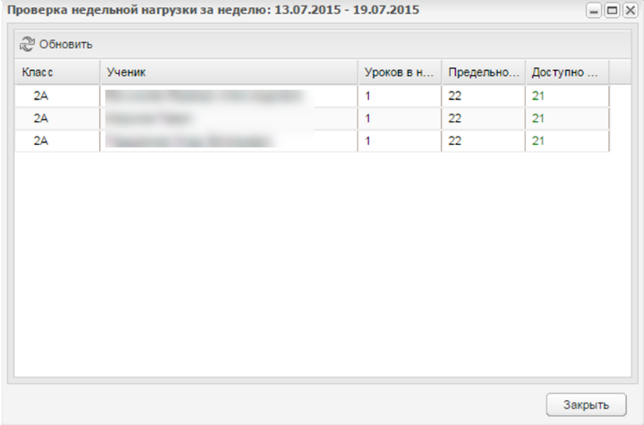 Проверка недельной нагрузки за неделю: 13.07.2015 - 19.07.2015
Обновить
Класс Ученик Уроков в н... Предельно... Доступно ...
2А 1 22 21
2А 1 22 21
2А 1 22 21
Закрыть